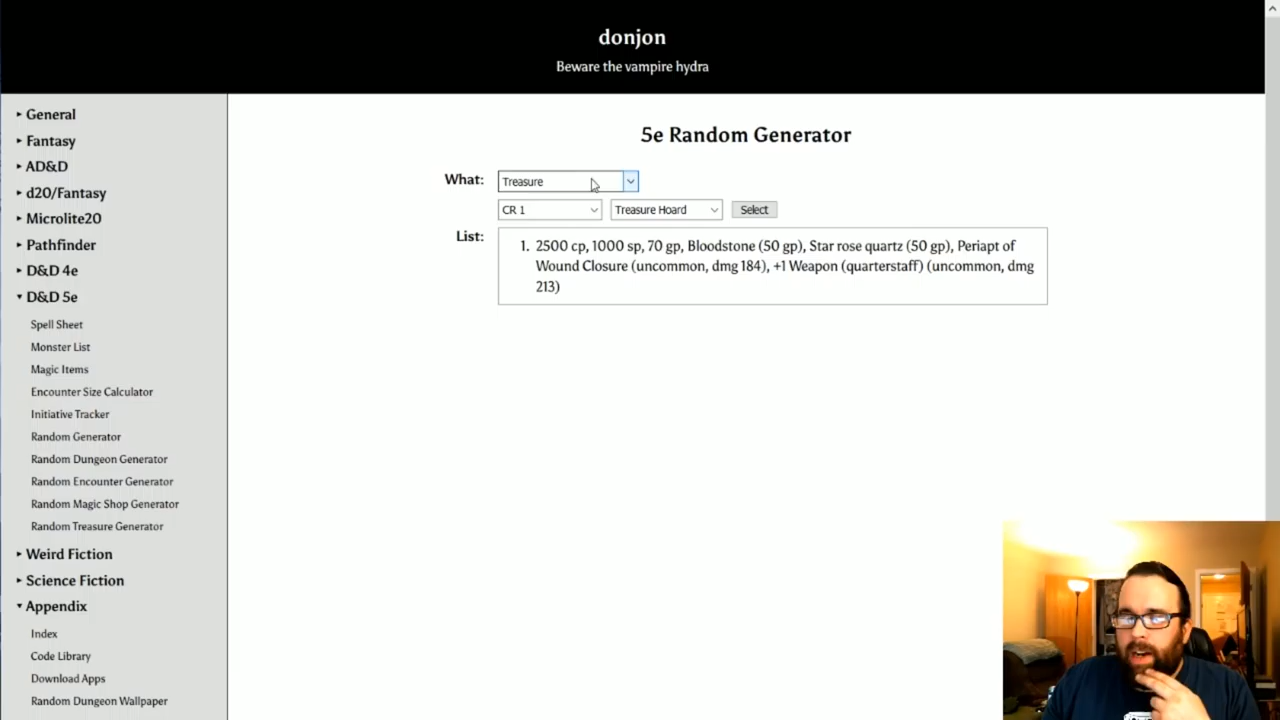 donjon
Beware the vampire hydra
▸ General
▸ Fantasy
▸ AD&D
▸ d20/Fantasy
▸ Microlite20
▸ Pathfinder
▸ D&D 4e
▾ D&D 5e
Spell Sheet
Monster List
Magic Items
Encounter Size Calculator
Initiative Tracker
Random Generator
Random Dungeon Generator
Random Encounter Generator
Random Magic Shop Generator
Random Treasure Generator
▸ Weird Fiction
▸ Science Fiction
▾ Appendix
Index
Code Library
Download Apps
Random Dungeon Wallpaper
5e Random Generator
What: Treasure
CR 1 Treasure Hoard Select
List: 1. 2500 cp, 1000 sp, 70 gp, Bloodstone (50 gp), Star rose quartz (50 gp), Periapt of
Wound Closure (uncommon, dmg 184), +1 Weapon (quarterstaff) (uncommon, dmg
213)